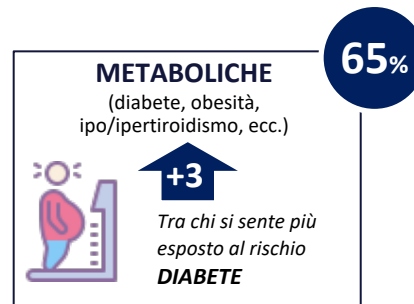 65%
METABOLICHE
(diabete, obesità,
ipo/ipertiroidismo, ecc.)
+3
Tra chi si sente più
esposto al rischio
DIABETE